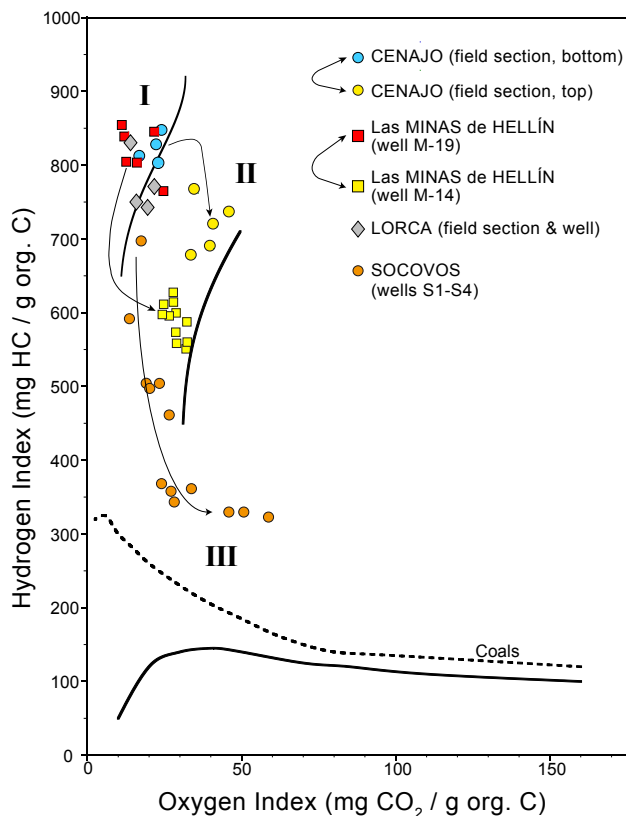 1000
900
800
700
600
500
400
300
200
100
0
Hydrogen Index (mg HC / g org. C)
I
II
III
CENAJO (field section, bottom)
CENAJO (field section, top)
Las MINAS de HELLÍN
(well M-19)
Las MINAS de HELLÍN
(well M-14)
LORCA (field section & well)
SOCOVOS
(wells S1-S4)
Coals
0
50
100
150
Oxygen Index (mg CO₂ / g org. C)